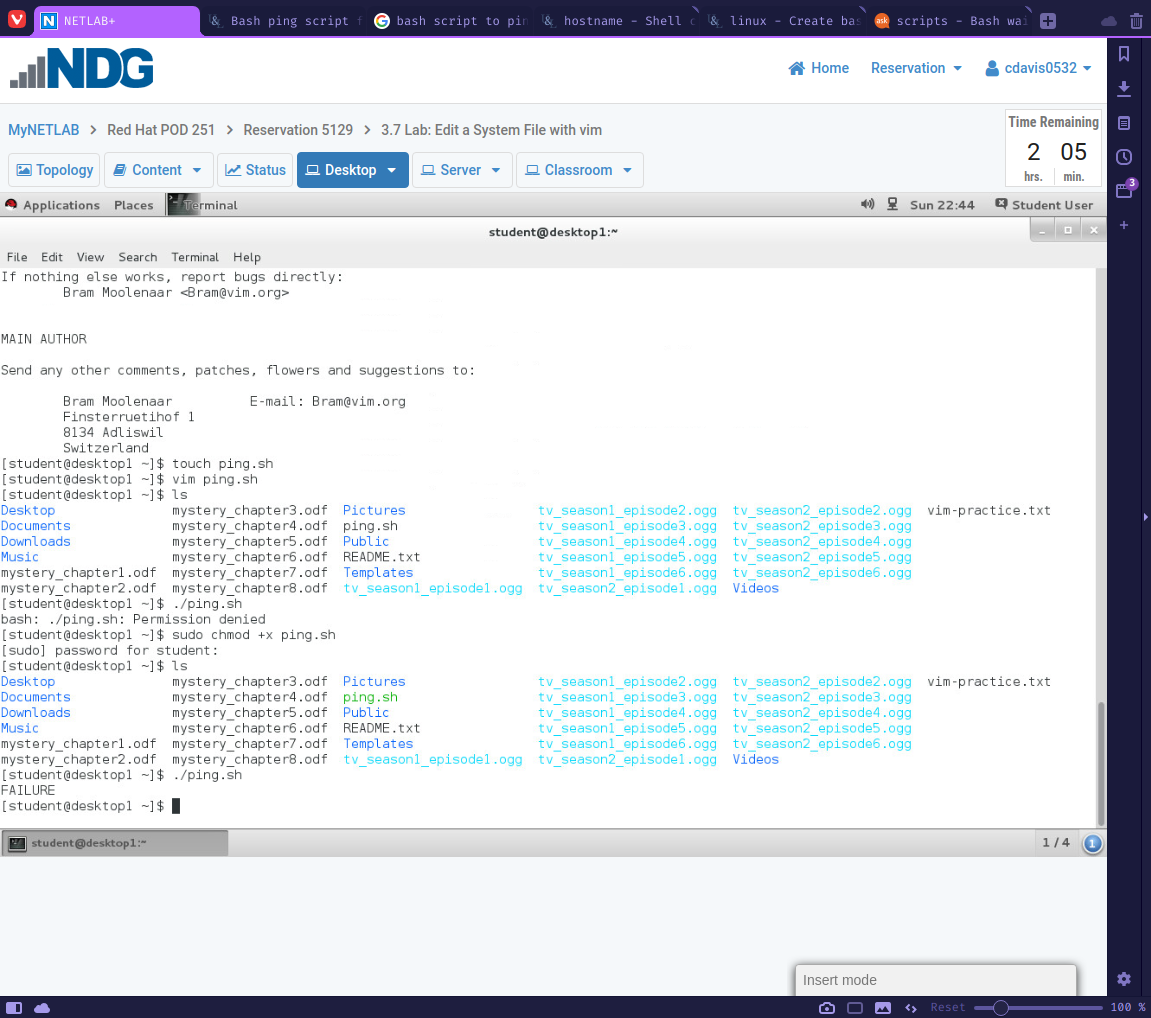 NETLAB+
Bash ping script f
bash script to pin
hostname - Shell c
linux - Create bas
ask
scripts - Bash wai
NDG
Home
Reservation
cdavis0532
MyNETLAB > Red Hat POD 251 > Reservation 5129 > 3.7 Lab: Edit a System File with vim
Time Remaining
2 05
hrs. min.
Topology
Content
Status
Desktop
Server
Classroom
3
Applications Places Terminal
Sun 22:44 Student User
student@desktop1:~
File Edit View Search Terminal Help
If nothing else works, report bugs directly:
        Bram Moolenaar <Bram@vim.org>
MAIN AUTHOR
Send any other comments, patches, flowers and suggestions to:
        Bram Moolenaar          E-mail: Bram@vim.org
        Finsterruetihof 1
        8134 Adliswil
        Switzerland
[student@desktop1 ~]$ touch ping.sh
[student@desktop1 ~]$ vim ping.sh
[student@desktop1 ~]$ ls
Desktop               mystery_chapter3.odf  Pictures                 tv_season1_episode2.ogg  tv_season2_episode2.ogg  vim-practice.txt
Documents             mystery_chapter4.odf  ping.sh                  tv_season1_episode3.ogg  tv_season2_episode3.ogg
Downloads             mystery_chapter5.odf  Public                   tv_season1_episode4.ogg  tv_season2_episode4.ogg
Music                 mystery_chapter6.odf  README.txt               tv_season1_episode5.ogg  tv_season2_episode5.ogg
mystery_chapter1.odf  mystery_chapter7.odf  Templates                tv_season1_episode6.ogg  tv_season2_episode6.ogg
mystery_chapter2.odf  mystery_chapter8.odf  tv_season1_episode1.ogg  tv_season2_episode1.ogg  Videos
[student@desktop1 ~]$ ./ping.sh
bash: ./ping.sh: Permission denied
[student@desktop1 ~]$ sudo chmod +x ping.sh
[sudo] password for student:
[student@desktop1 ~]$ ls
Desktop               mystery_chapter3.odf  Pictures                 tv_season1_episode2.ogg  tv_season2_episode2.ogg  vim-practice.txt
Documents             mystery_chapter4.odf  ping.sh                  tv_season1_episode3.ogg  tv_season2_episode3.ogg
Downloads             mystery_chapter5.odf  Public                   tv_season1_episode4.ogg  tv_season2_episode4.ogg
Music                 mystery_chapter6.odf  README.txt               tv_season1_episode5.ogg  tv_season2_episode5.ogg
mystery_chapter1.odf  mystery_chapter7.odf  Templates                tv_season1_episode6.ogg  tv_season2_episode6.ogg
mystery_chapter2.odf  mystery_chapter8.odf  tv_season1_episode1.ogg  tv_season2_episode1.ogg  Videos
[student@desktop1 ~]$ ./ping.sh
FAILURE
[student@desktop1 ~]$
student@desktop1:~
1 / 4
1
Insert mode
Reset
100 %